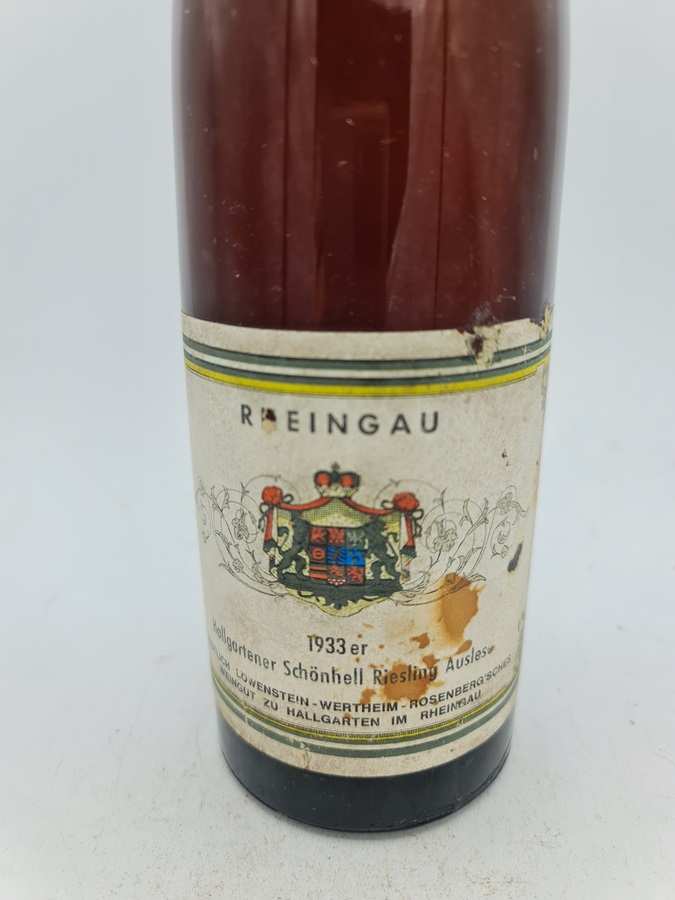 RHEINGAU
1933er
Hallgartener Schönhell Riesling Auslese
LÖWENSTEIN-WERTHEIM-ROSENBERG'SCHES
WEINGUT ZU HALLGARTEN IM RHEINGAU